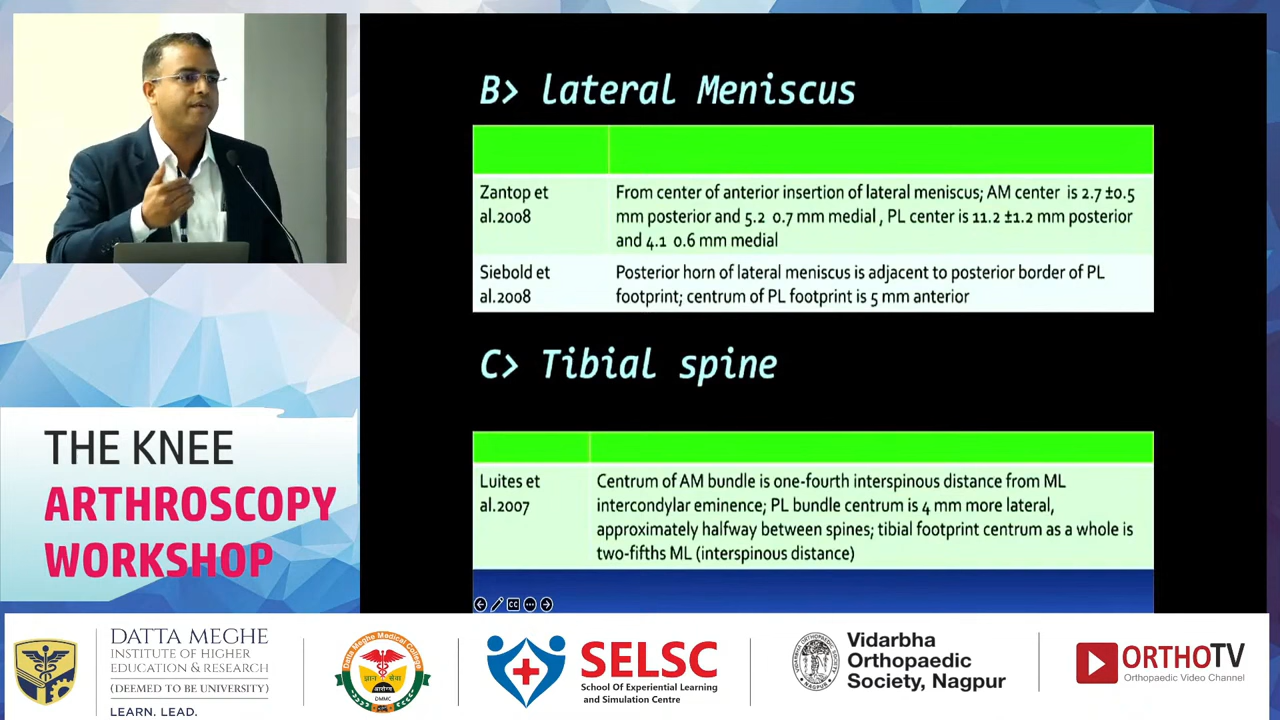 B> lateral Meniscus
Zantop et
al.2008
From center of anterior insertion of lateral meniscus; AM center is 2.7 ±0.5
mm posterior and 5.2 0.7 mm medial , PL center is 11.2 ±1.2 mm posterior
and 4.1 0.6 mm medial
Siebold et
al.2008
Posterior horn of lateral meniscus is adjacent to posterior border of PL
footprint; centrum of PL footprint is 5 mm anterior
C> Tibial spine
Luites et
al.2007
Centrum of AM bundle is one-fourth interspinous distance from ML
intercondylar eminence; PL bundle centrum is 4 mm more lateral,
approximately halfway between spines; tibial footprint centrum as a whole is
two-fifths ML (interspinous distance)
CC
THE KNEE
ARTHROSCOPY
WORKSHOP
DATTA MEGHE
INSTITUTE OF HIGHER
EDUCATION & RESEARCH
(DEEMED TO BE UNIVERSITY)
LEARN. LEAD.
Datta Meghe Medical College
ज्ञान
सेवा
आरोग्य
DMMC
SELSC
School Of Experiential Learning
and Simulation Centre
Vidarbha
Orthopaedic
Society, Nagpur
ORTHOTV
Orthopaedic Video Channel